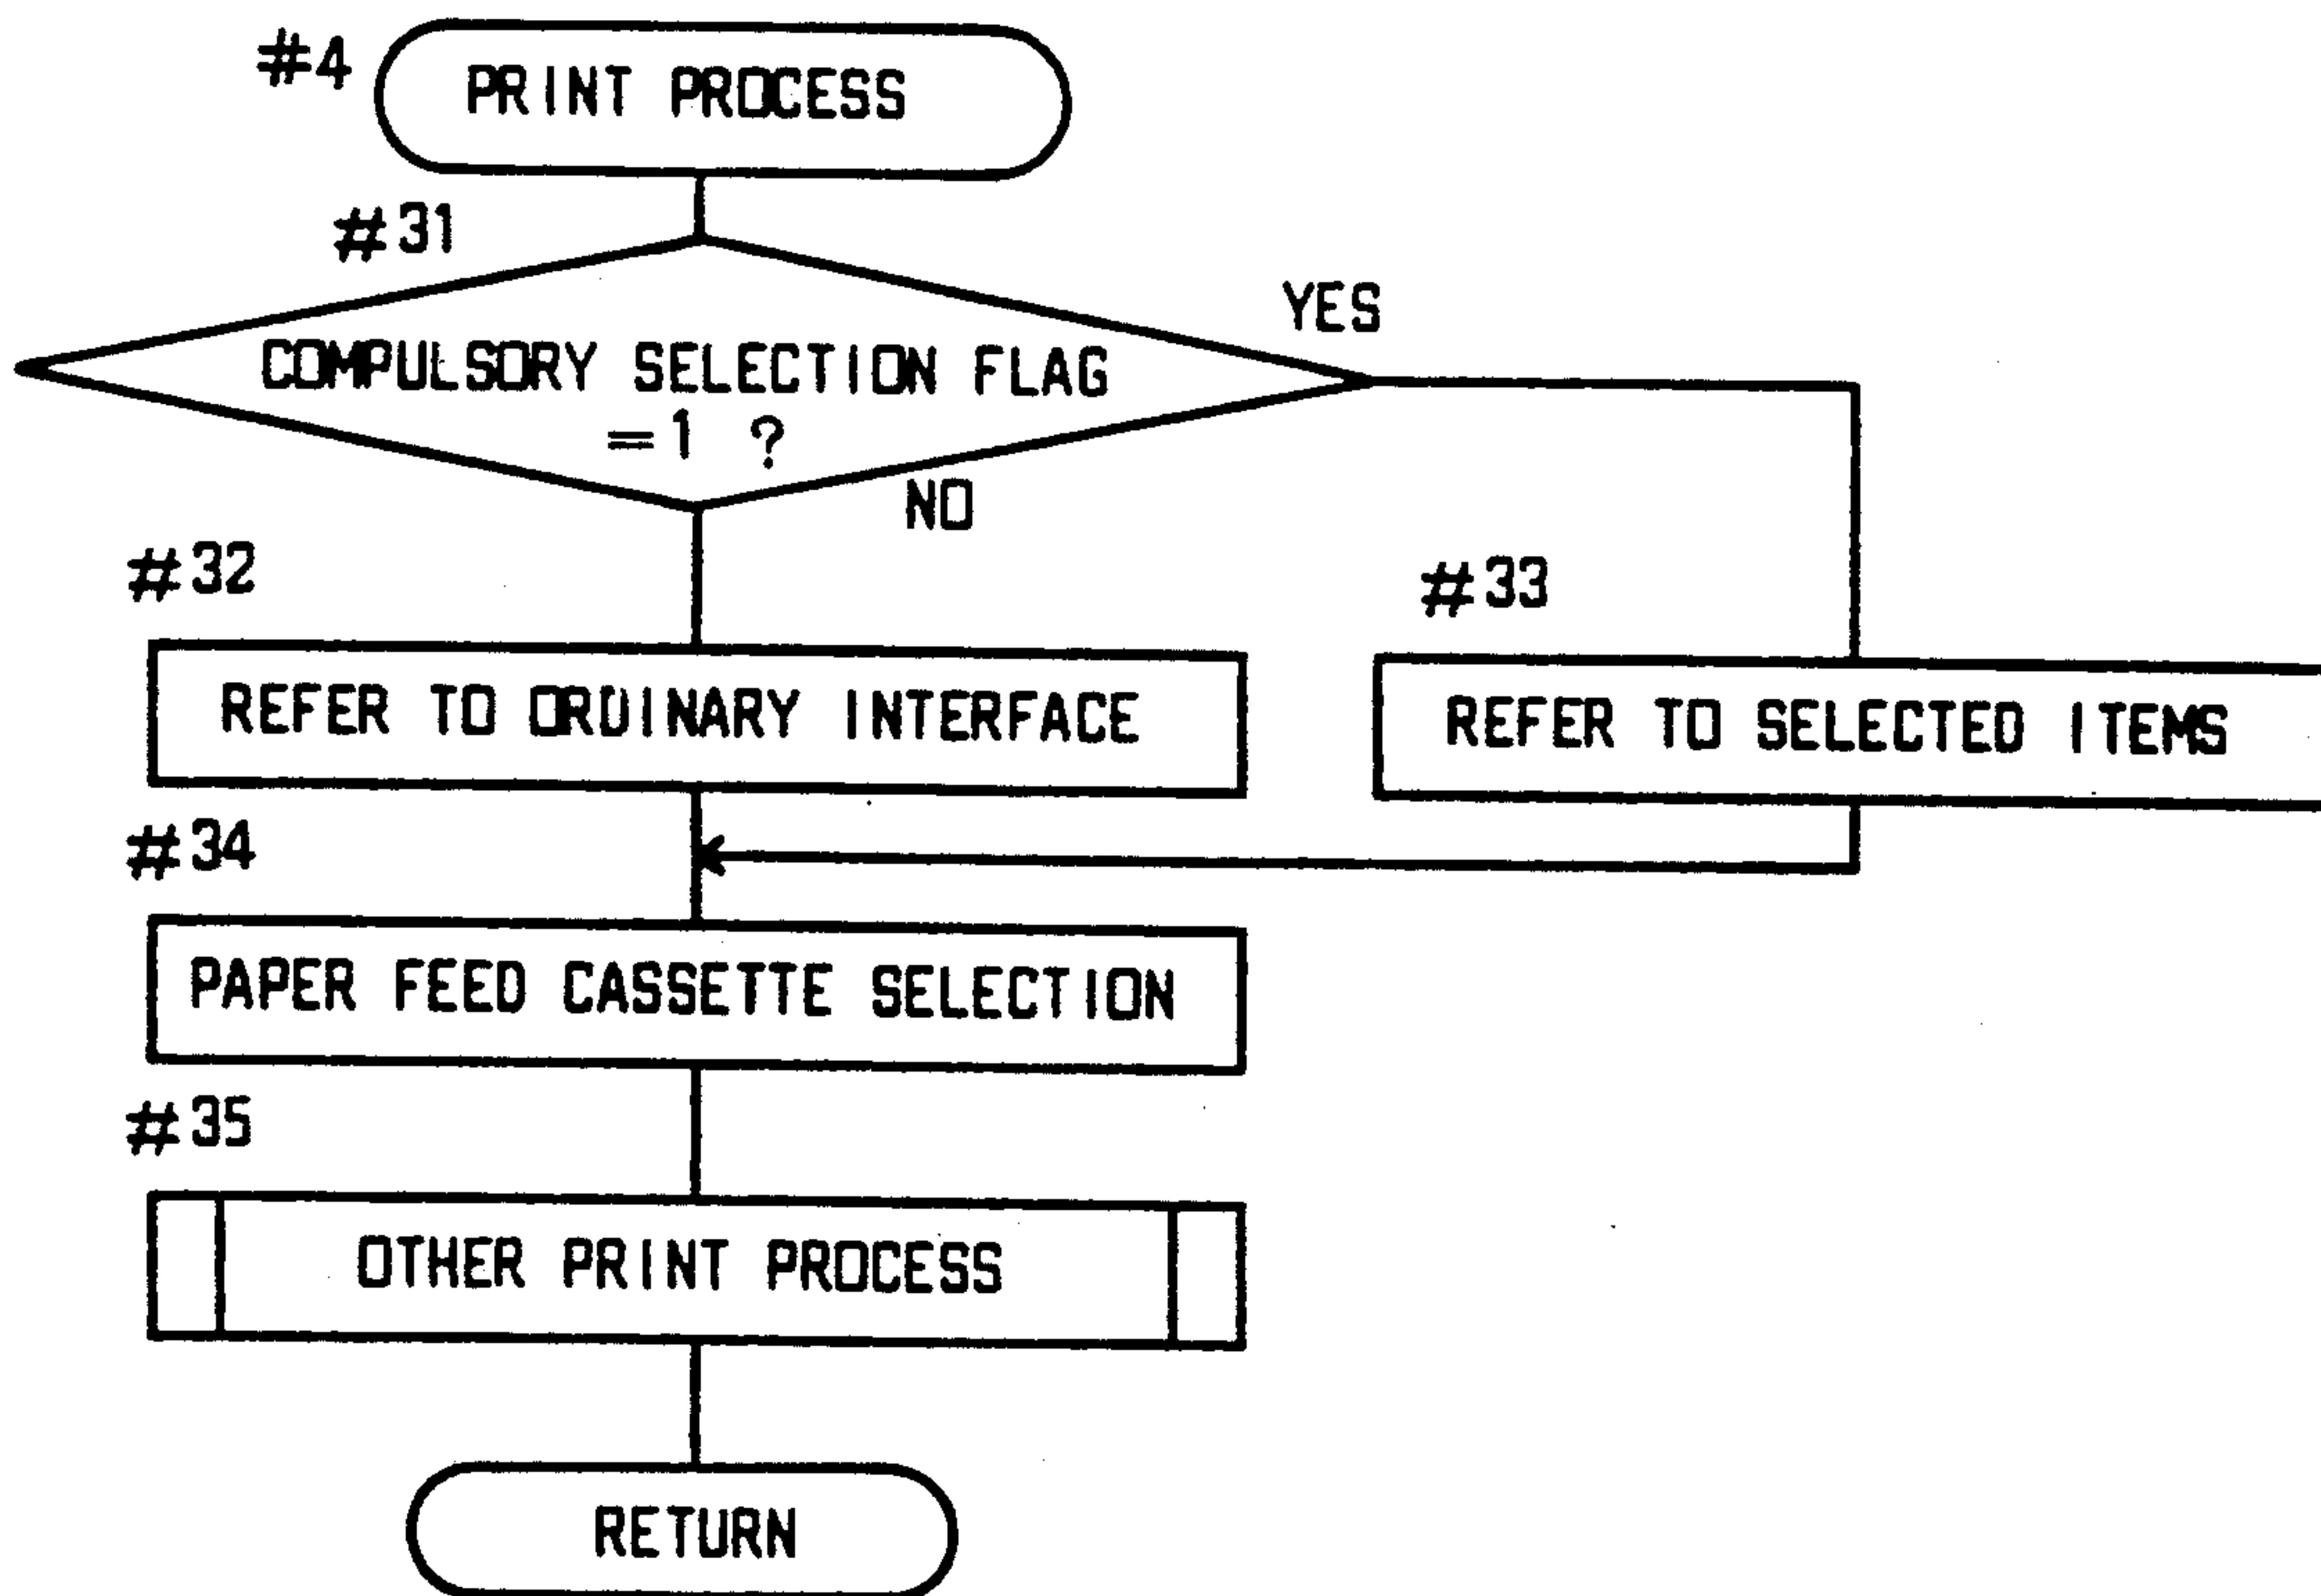 #4
PRINT PROCESS
#31
YES
COMPULSORY SELECTION FLAG
=1 ?
NO
#32
#33
REFER TO ORDINARY INTERFACE
REFER TO SELECTED ITEMS
#34
PAPER FEED CASSETTE SELECTION
#35
OTHER PRINT PROCESS
RETURN